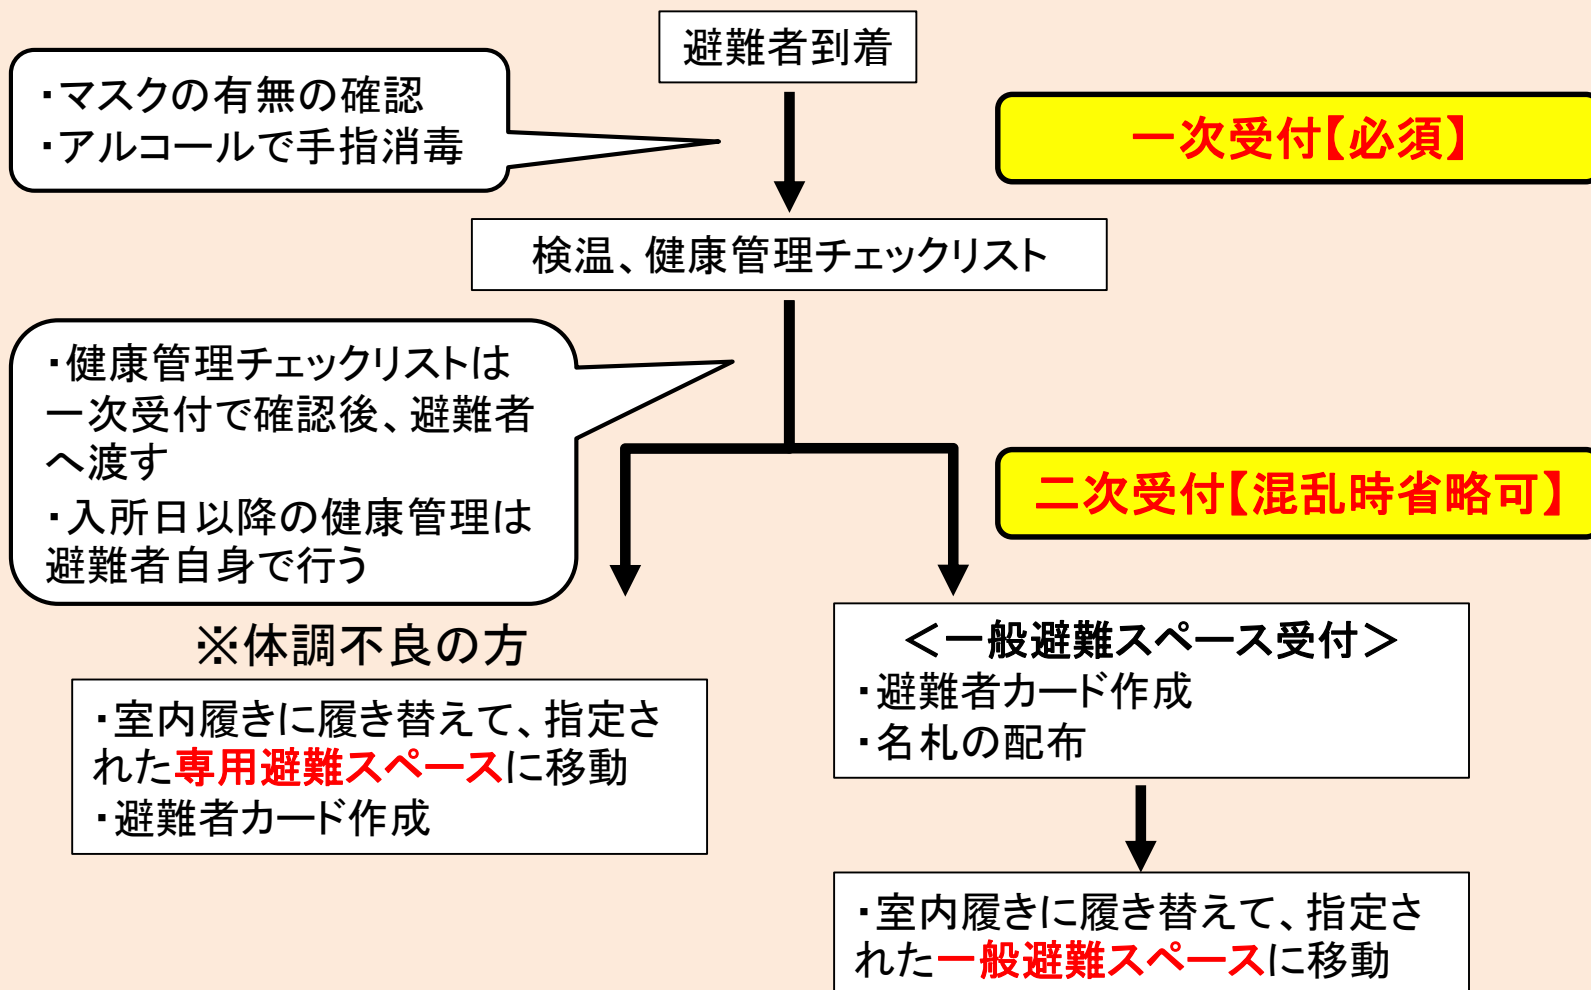 避難者到着
・マスクの有無の確認
・アルコールで手指消毒
一次受付【必須】
検温、健康管理チェックリスト
・健康管理チェックリストは
一次受付で確認後、避難者
へ渡す
・入所日以降の健康管理は
避難者自身で行う
二次受付【混乱時省略可】
※体調不良の方
・室内履きに履き替えて、指定さ
れた専用避難スペースに移動
・避難者カード作成
＜一般避難スペース受付＞
・避難者カード作成
・名札の配布
・室内履きに履き替えて、指定さ
れた一般避難スペースに移動